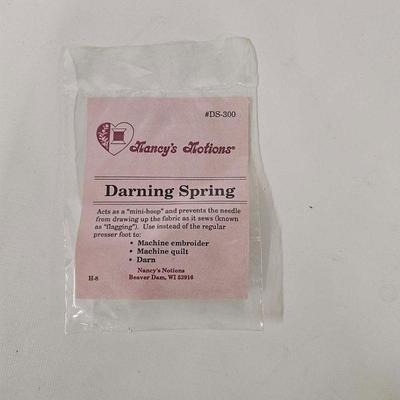 #DS-300
Nancy's Notions®
Darning Spring
Acts as a "mini-hoop" and prevents the needle
from drawing up the fabric as it sews (known
as "flagging"). Use instead of the regular
presser foot to:
• Machine embroider
• Machine quilt
• Darn
Nancy's Notions
H-8 Beaver Dam, WI 53916